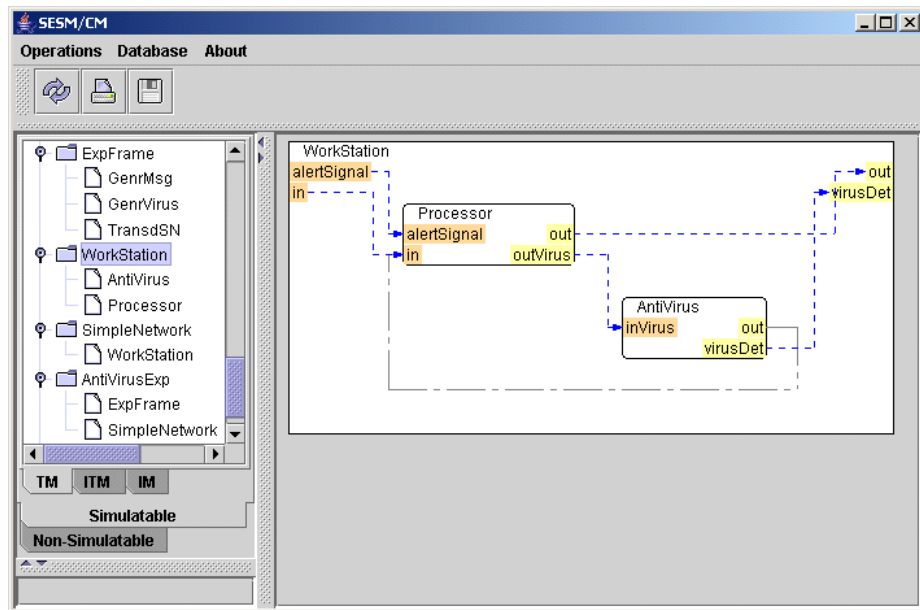 SESM/CM
Operations Database About
ExpFrame
GenrMsg
GenrVirus
TransdSN
WorkStation
AntiVirus
Processor
SimpleNetwork
WorkStation
AntiVirusExp
ExpFrame
SimpleNetwork
TM ITM IM
Simulatable
Non-Simulatable
WorkStation
alertSignal
in
out
virusDet
Processor
alertSignal out
in outVirus
AntiVirus
inVirus out
virusDet